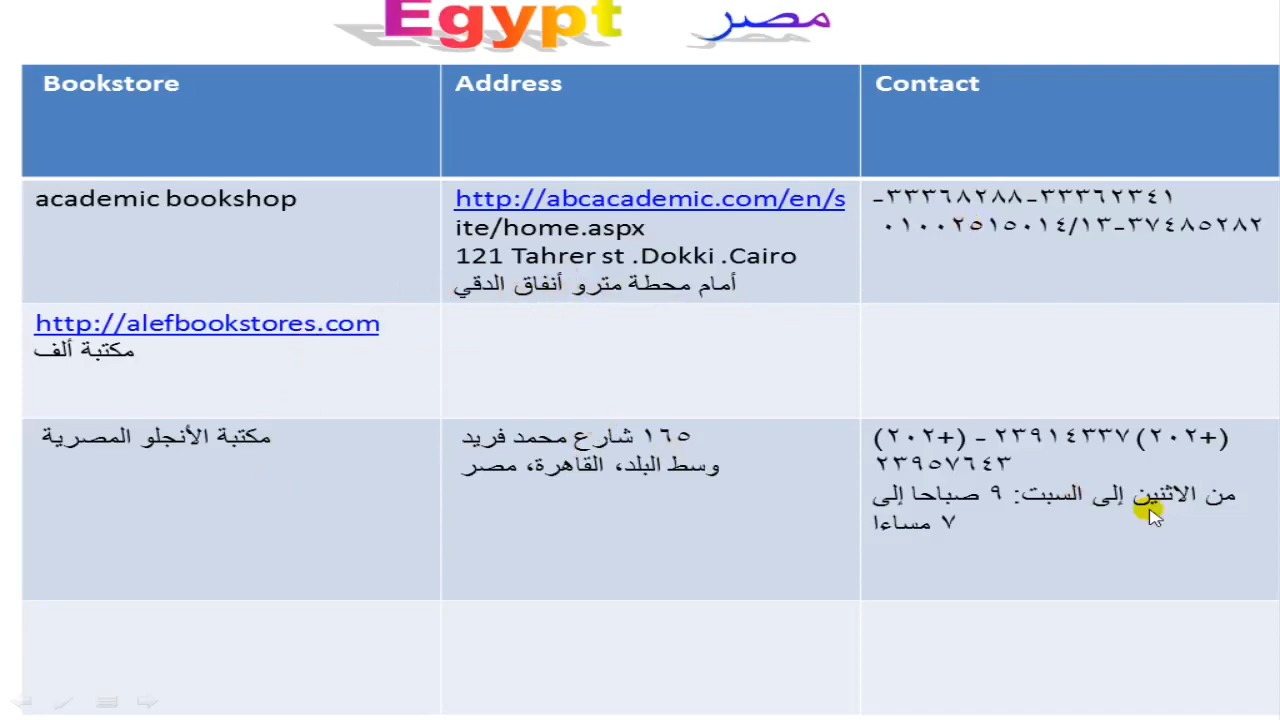 Egypt مصر
Bookstore
Address
Contact
academic bookshop
http://abcacademic.com/en/s
ite/home.aspx
121 Tahrer st .Dokki .Cairo
أمام محطة مترو أنفاق الدقي
-٣٣٣٦٨٢٨٨-٣٣٣٦٢٣٤١
٠١٠٠٢٥١٥٠١٤/١٣-٣٧٤٨٥٢٨٢
http://alefbookstores.com
مكتبة ألف
مكتبة الأنجلو المصرية
١٦٥ شارع محمد فريد
وسط البلد، القاهرة، مصر
(+٢٠٢) ٢٣٩١٤٣٣٧ - (+٢٠٢)
٢٣٩٥٧٦٤٣
من الاثنين إلى السبت: ٩ صباحا إلى
٧ مساءا